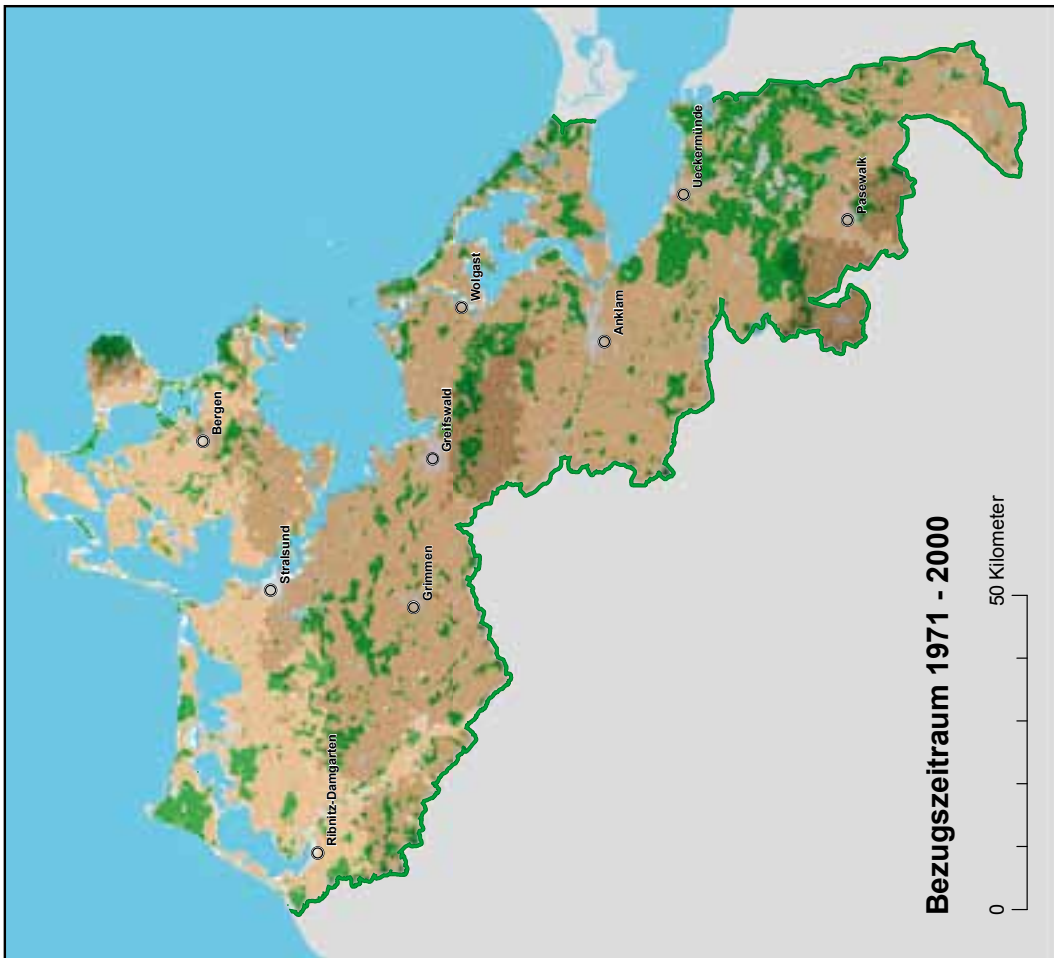 Bergen
Stralsund
Ribnitz-Damgarten
Grimmen
Greifswald
Wolgast
Anklam
Ueckermünde
Pasewalk
Bezugszeitraum 1971 - 2000
0 50 Kilometer